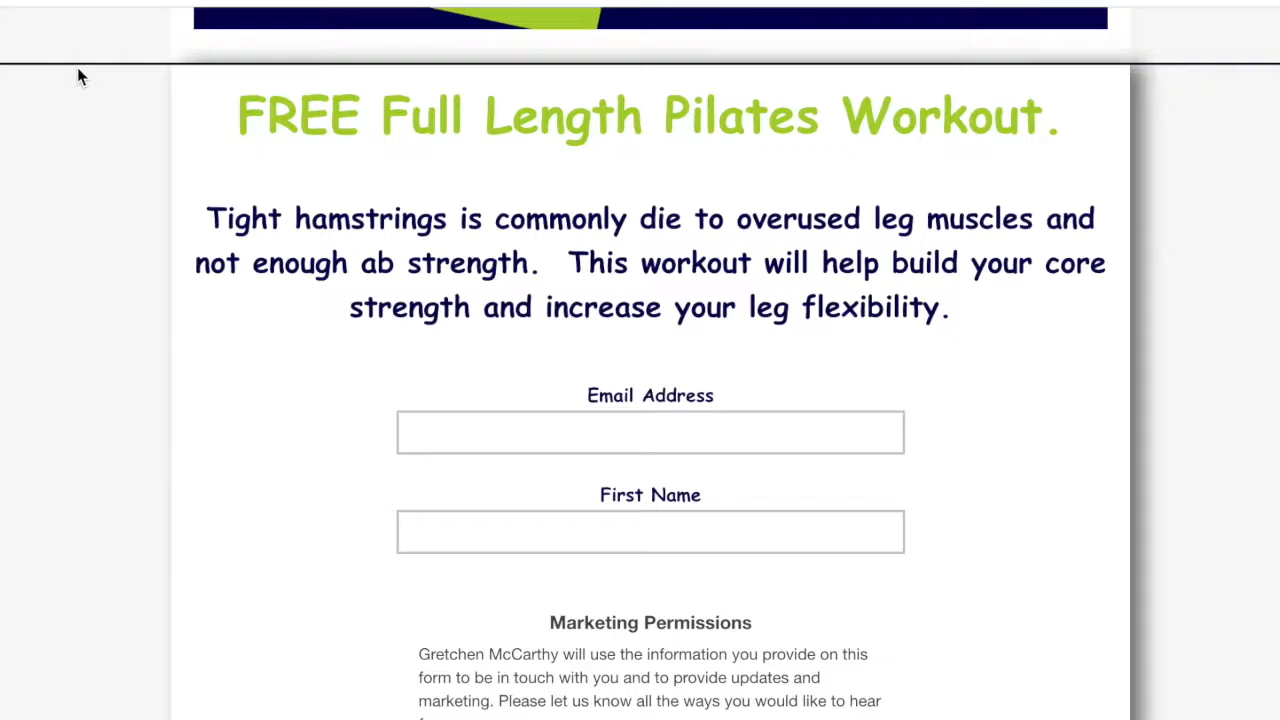 FREE Full Length Pilates Workout.
Tight hamstrings is commonly die to overused leg muscles and
not enough ab strength. This workout will help build your core
strength and increase your leg flexibility.
Email Address
First Name
Marketing Permissions
Gretchen McCarthy will use the information you provide on this
form to be in touch with you and to provide updates and
marketing. Please let us know all the ways you would like to hear